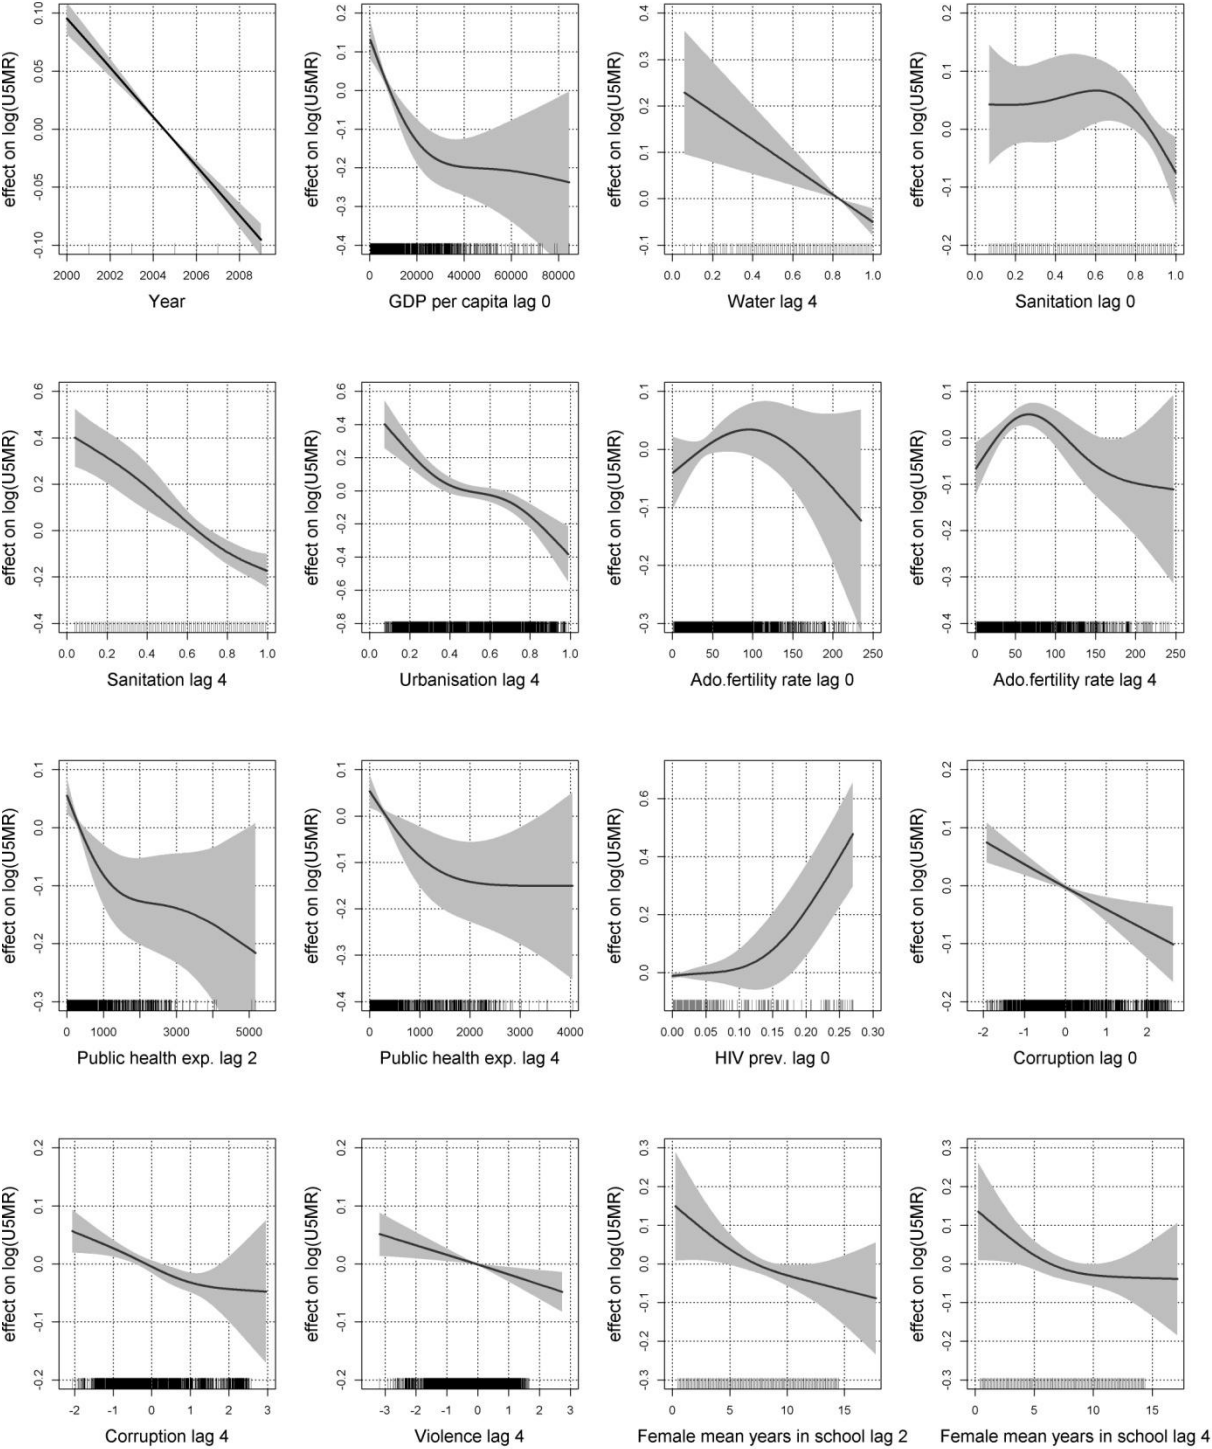 effect on log(U5MR)
0.10
0.05
0.00
-0.05
-0.10
2000 2002 2004 2006 2008
Year
effect on log(U5MR)
0.2
0.1
0.0
-0.1
-0.2
-0.3
-0.4
0 20000 40000 60000 80000
GDP per capita lag 0
effect on log(U5MR)
0.4
0.3
0.2
0.1
0.0
-0.1
0.0 0.2 0.4 0.6 0.8 1.0
Water lag 4
effect on log(U5MR)
0.2
0.1
0.0
-0.1
-0.2
0.0 0.2 0.4 0.6 0.8 1.0
Sanitation lag 0
effect on log(U5MR)
0.6
0.4
0.2
0.0
-0.2
-0.4
0.0 0.2 0.4 0.6 0.8 1.0
Sanitation lag 4
effect on log(U5MR)
0.6
0.4
0.2
0.0
-0.2
-0.4
-0.6
-0.8
0.0 0.2 0.4 0.6 0.8 1.0
Urbanisation lag 4
effect on log(U5MR)
0.1
0.0
-0.1
-0.2
-0.3
0 50 100 150 200 250
Ado.fertility rate lag 0
effect on log(U5MR)
0.1
0.0
-0.1
-0.2
-0.3
-0.4
0 50 100 150 200 250
Ado.fertility rate lag 4
effect on log(U5MR)
0.1
0.0
-0.1
-0.2
-0.3
0 1000 3000 5000
Public health exp. lag 2
effect on log(U5MR)
0.1
0.0
-0.1
-0.2
-0.3
-0.4
0 1000 2000 3000 4000
Public health exp. lag 4
effect on log(U5MR)
0.6
0.4
0.2
0.0
0.00 0.05 0.10 0.15 0.20 0.25 0.30
HIV prev. lag 0
effect on log(U5MR)
0.2
0.1
0.0
-0.1
-0.2
-2 -1 0 1 2
Corruption lag 0
effect on log(U5MR)
0.2
0.1
0.0
-0.1
-0.2
-2 -1 0 1 2 3
Corruption lag 4
effect on log(U5MR)
0.2
0.1
0.0
-0.1
-0.2
-3 -2 -1 0 1 2 3
Violence lag 4
effect on log(U5MR)
0.3
0.2
0.1
0.0
-0.1
-0.2
-0.3
0 5 10 15
Female mean years in school lag 2
effect on log(U5MR)
0.3
0.2
0.1
0.0
-0.1
-0.2
-0.3
0 5 10 15
Female mean years in school lag 4